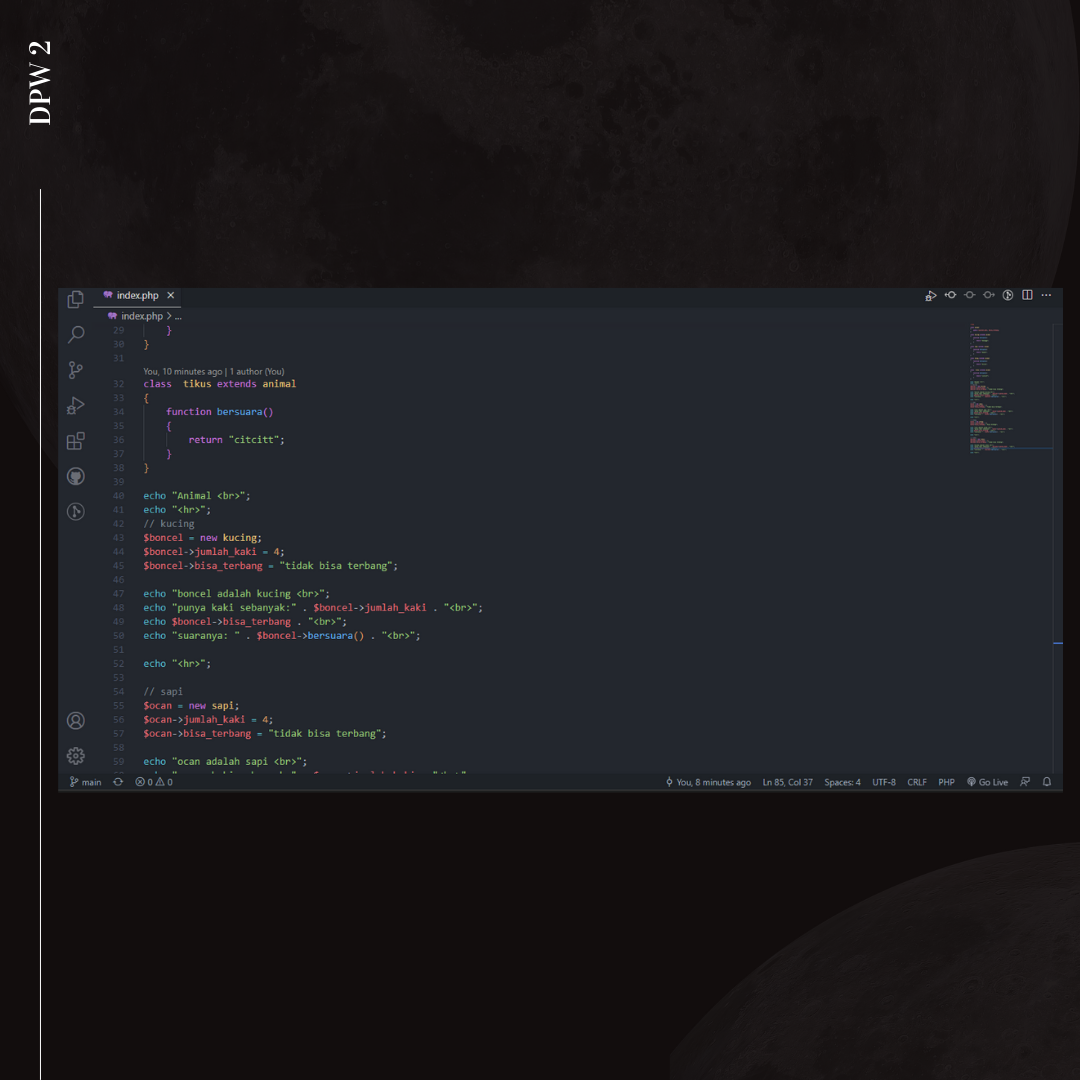 DPW 2
index.php
index.php > ...
29 }
30 }
31
You, 10 minutes ago | 1 author (You)
32 class  tikus extends animal
33 {
34 function bersuara()
35 {
36 return "citcitt";
37 }
38 }
39
40 echo "Animal <br>";
41 echo "<hr>";
42 // kucing
43 $boncel = new kucing;
44 $boncel->jumlah_kaki = 4;
45 $boncel->bisa_terbang = "tidak bisa terbang";
46
47 echo "boncel adalah kucing <br>";
48 echo "punya kaki sebanyak:" . $boncel->jumlah_kaki . "<br>";
49 echo $boncel->bisa_terbang . "<br>";
50 echo "suaranya: " . $boncel->bersuara() . "<br>";
51
52 echo "<hr>";
53
54 // sapi
55 $ocan = new sapi;
56 $ocan->jumlah_kaki = 4;
57 $ocan->bisa_terbang = "tidak bisa terbang";
58
59 echo "ocan adalah sapi <br>";
main 0 0 You, 8 minutes ago Ln 85, Col 37 Spaces: 4 UTF-8 CRLF PHP Go Live